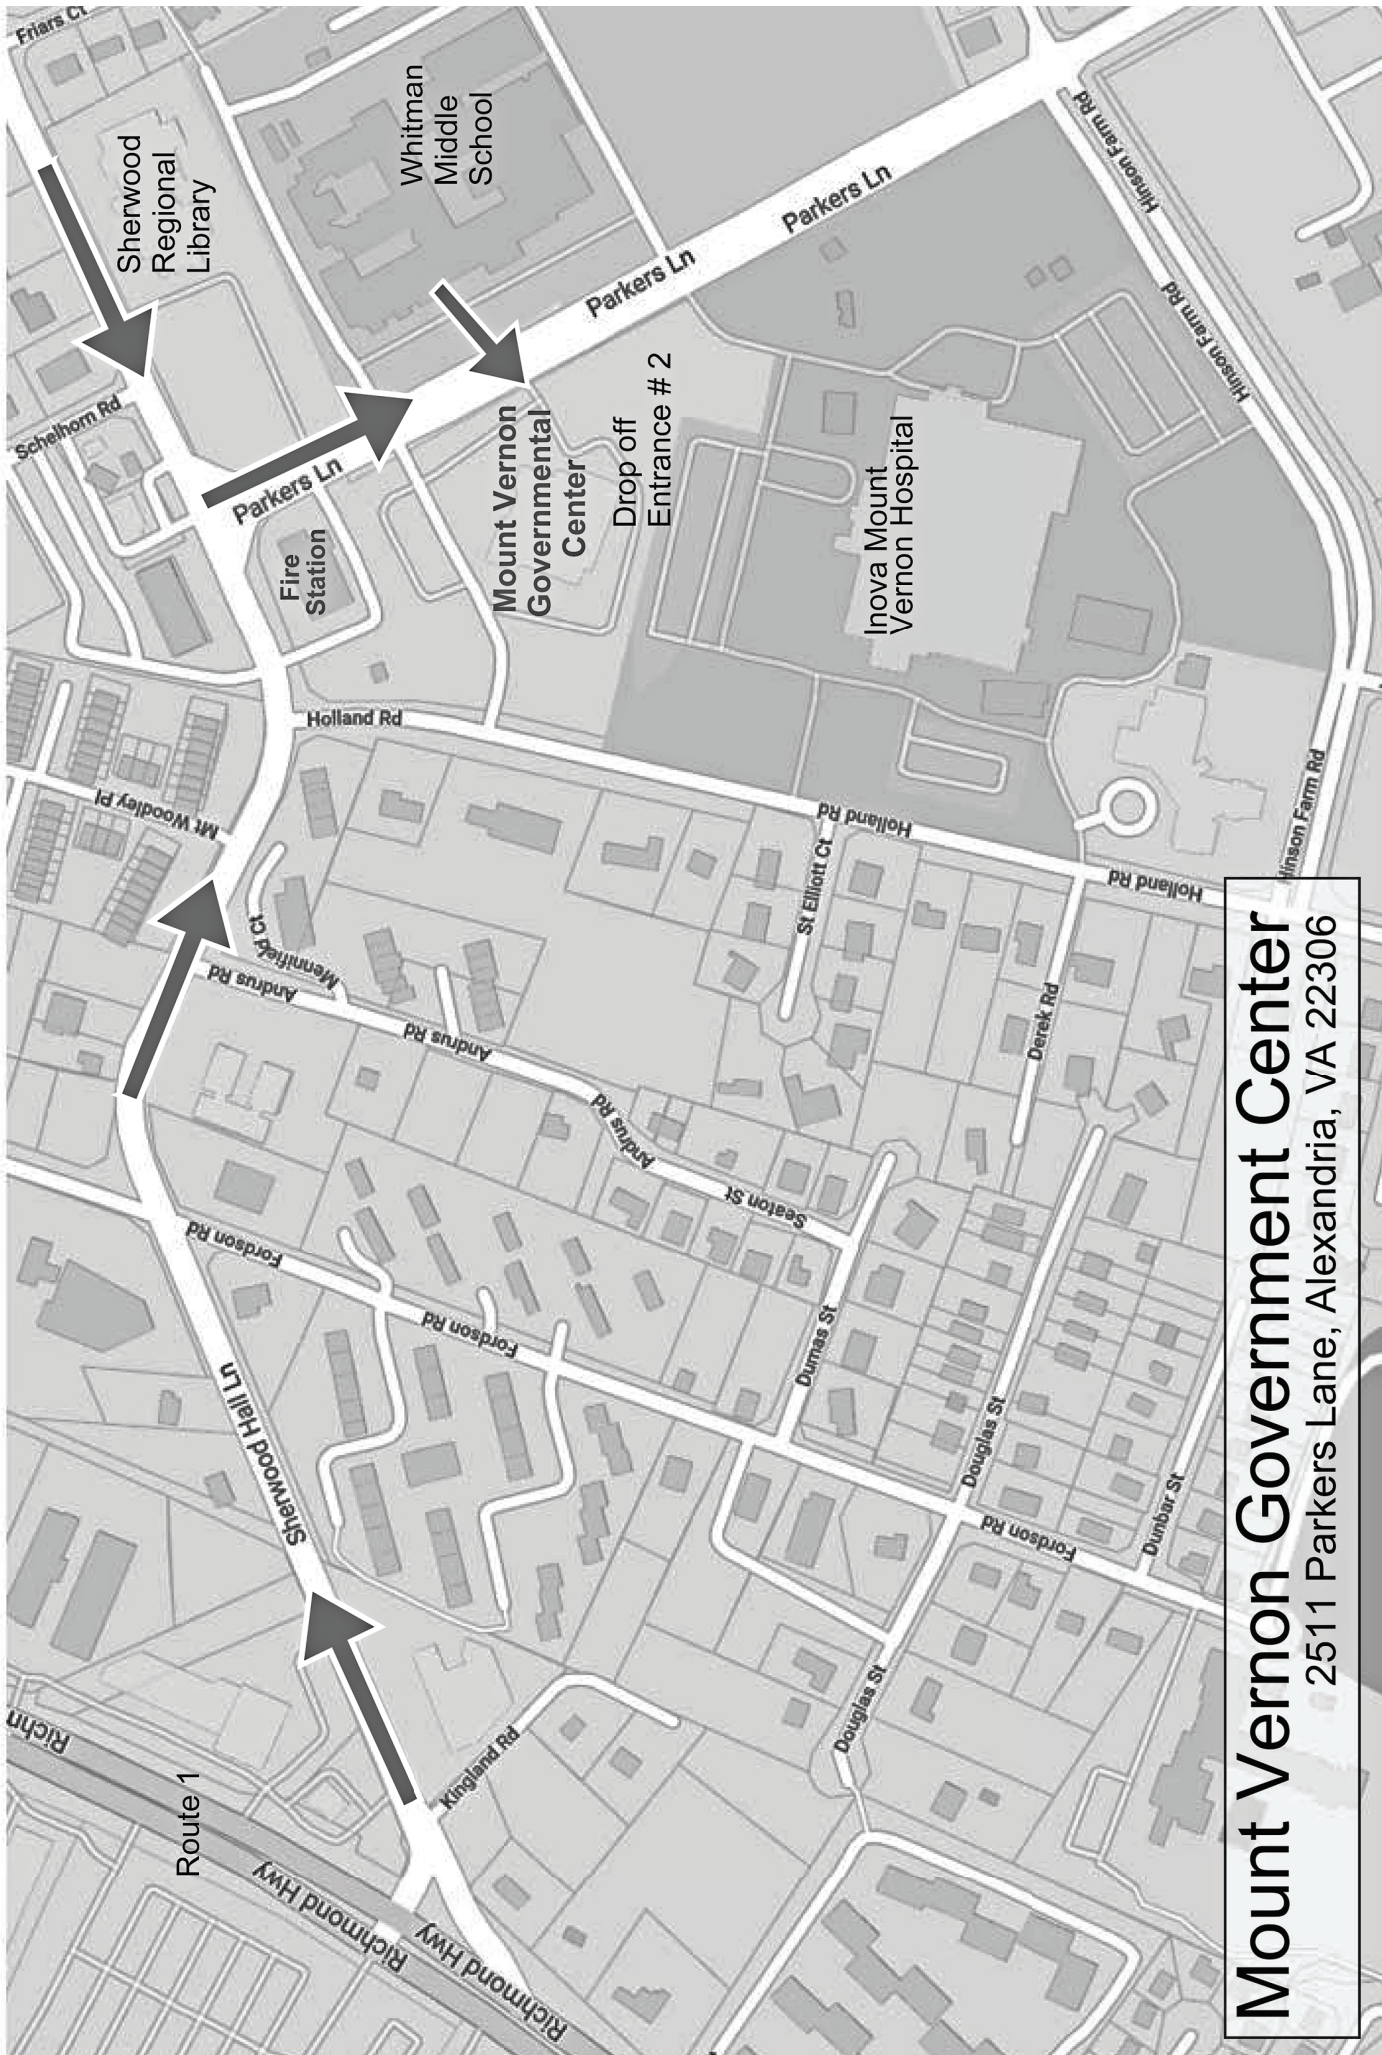 Friars Ct
Sherwood
Regional
Library
Whitman
Middle
School
Schelhorn Rd
Parkers Ln
Parkers Ln
Parkers Ln
Fire
Station
Mount Vernon
Governmental
Center
Drop off
Entrance # 2
Inova Mount
Vernon Hospital
Hinson Farm Rd
Hinson Farm Rd
Hinson Farm Rd
Hinson Farm Rd
Holland Rd
Holland Rd
Holland Rd
Mt Woodley Pl
Mennifield Ct
Andrus Rd
Andrus Rd
Andrus Rd
Seaton St
St Elliott Ct
Derek Rd
Fordson Rd
Fordson Rd
Fordson Rd
Sherwood Hall Ln
Dumas St
Douglas St
Douglas St
Dunbar St
Kingland Rd
Route 1
Richn
Richmond Hwy
Richmond Hwy
Mount Vernon Government Center
2511 Parkers Lane, Alexandria, VA 22306